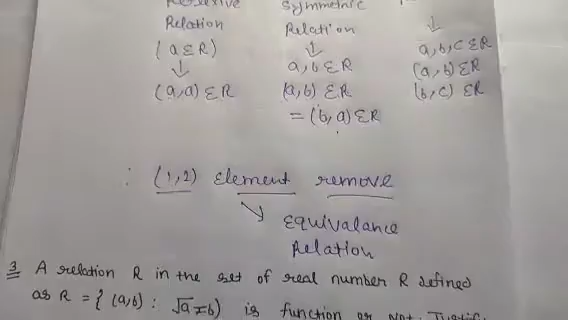 Relation
Symmetric
Relation
(a Ɛ R)
↓
(a,a) Ɛ R
↓
a,b Ɛ R
(a,b) Ɛ R
= (b,a) Ɛ R
↓
a,b,c Ɛ R
(a,b) Ɛ R
(b,c) Ɛ R
: (1,2) Element remove
Equivalance
Relation
3 A relation R in the set of real number R defined
as R = { (a,b) : √a = b) is function or Not.